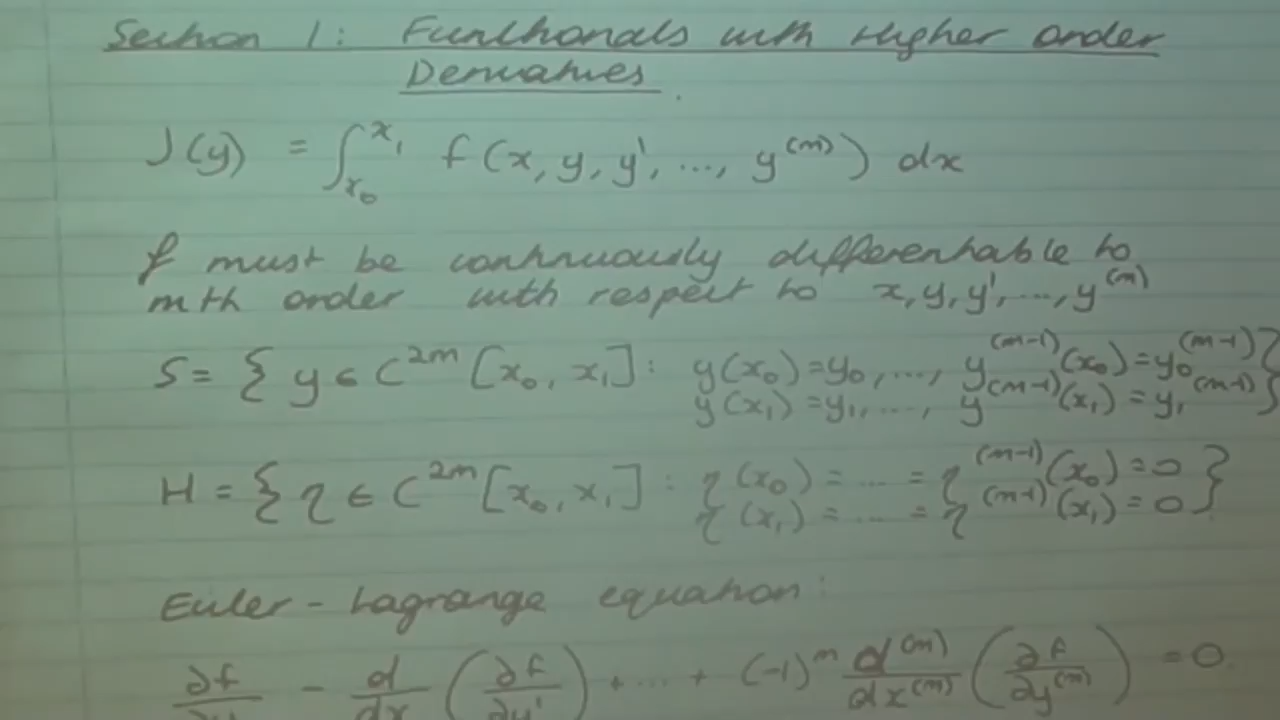 Section 1: Functionals with Higher Order
Derivatives.
J(y) = ∫_{x_0}^{x_1} f(x, y, y', ..., y^{(m)}) dx
f must be continuously differentiable to
mth order with respect to x, y, y', ..., y^{(m)}
S = { y ∈ C^{2m} [x_0, x_1] : y(x_0) = y_0, ..., y^{(m-1)}(x_0) = y_0^{(m-1)}
y(x_1) = y_1, ..., y^{(m-1)}(x_1) = y_1^{(m-1)} }
H = { η ∈ C^{2m} [x_0, x_1] : η(x_0) = ... = η^{(m-1)}(x_0) = 0
η(x_1) = ... = η^{(m-1)}(x_1) = 0 }
Euler-Lagrange equation:
∂f/∂y - d/dx (∂f/∂y') + ... + (-1)^m d^{(m)}/dx^{(m)} (∂f/∂y^{(m)}) = 0.